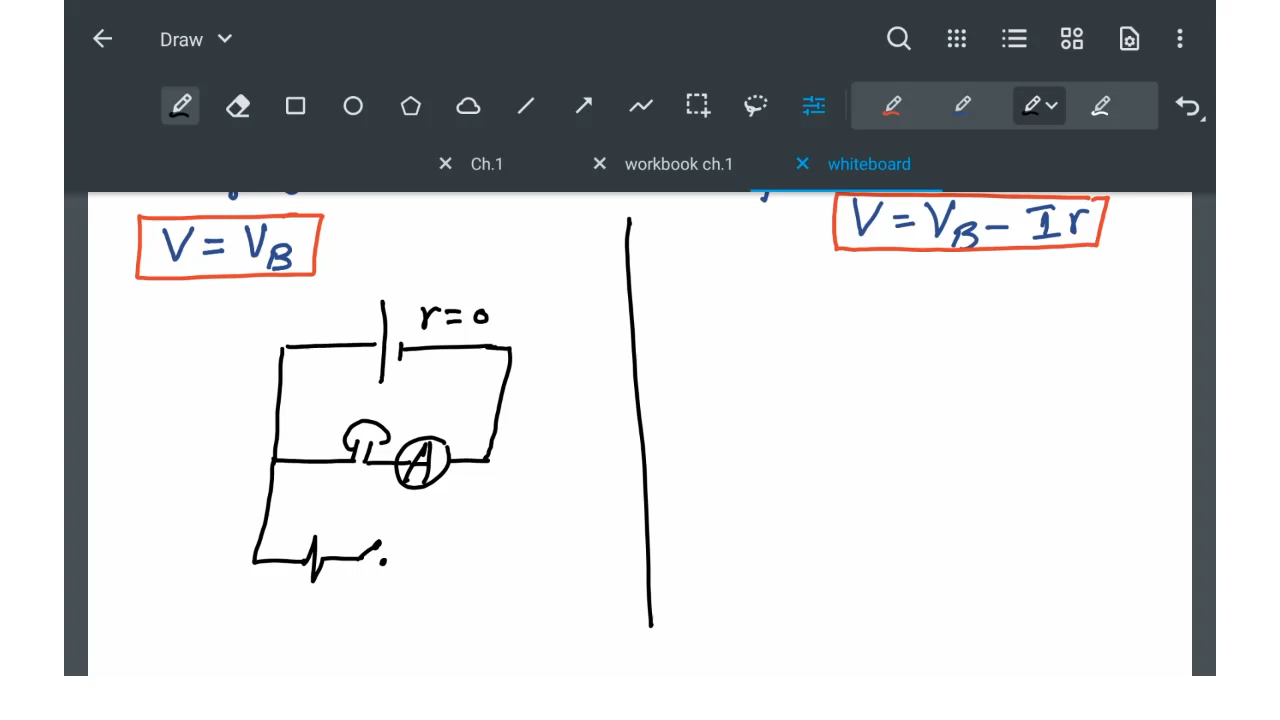 Draw
Ch.1
workbook ch.1
whiteboard
V = V_B
V = V_B - Ir
r = 0
A